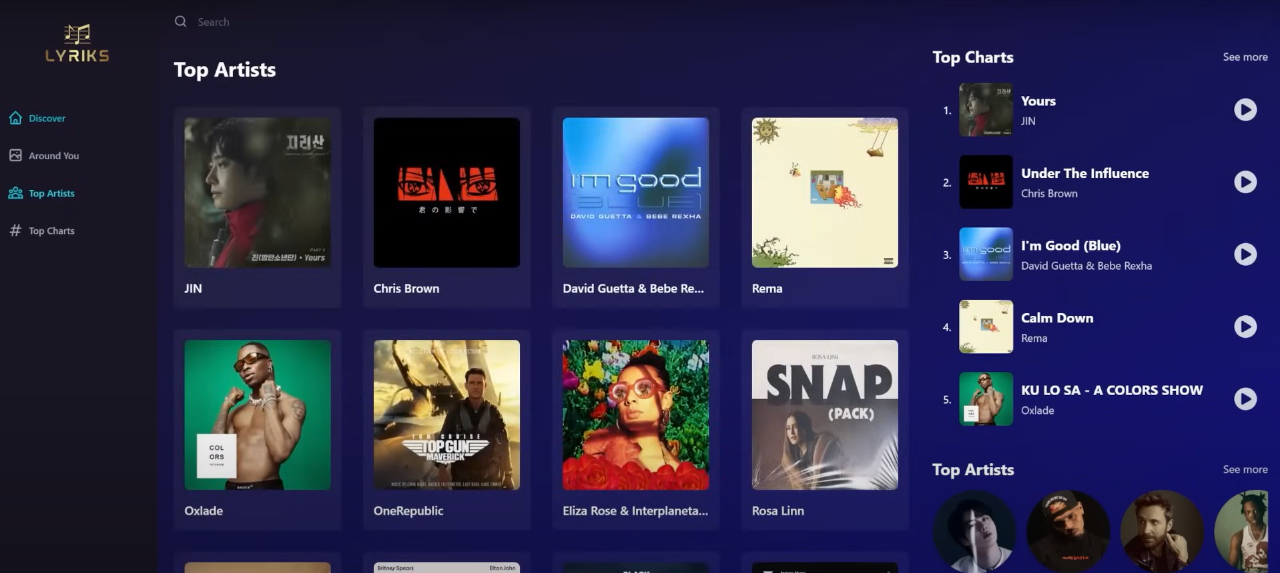 LYRIKS
Search
Discover
Around You
Top Artists
Top Charts
Top Artists
지리산
PART 4
진(방탄소년단) • Yours
JIN
君の影響で
Chris Brown
i'm good
BLUE
DAVID GUETTA & BEBE REXHA
David Guetta & Bebe Re...
Rema
COL
ORS
Oxlade
TOM CRUISE
TOP GUN
MAVERICK
OneRepublic
Eliza Rose & Interplaneta...
ROSA LINN
SNAP
(PACK)
Rosa Linn
Britney Spears
Elton John
Top Charts
See more
1.
Yours
JIN
2.
Under The Influence
Chris Brown
3.
I'm Good (Blue)
David Guetta & Bebe Rexha
4.
Calm Down
Rema
5.
KU LO SA - A COLORS SHOW
Oxlade
Top Artists
See more